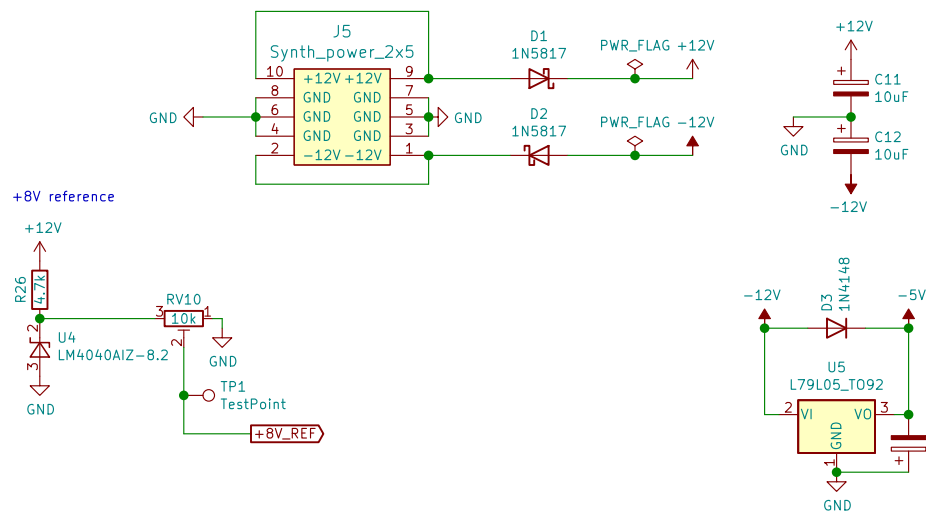 J5
Synth_power_2x5
10 +12V +12V 9
8 GND GND 7
6 GND GND 5
4 GND GND 3
2 -12V -12V 1
GND
GND
D1
1N5817
PWR_FLAG +12V
D2
1N5817
PWR_FLAG -12V
+12V
+
C11
10uF
GND
+
C12
10uF
-12V
+8V reference
+12V
R26
4.7k
2
U4
LM4040AIZ-8.2
3
GND
RV10
3 10k 1
2
GND
TP1
TestPoint
+8V_REF
-12V
D3
1N4148
-5V
U5
L79L05_TO92
2 VI VO 3
GND
1
+
GND